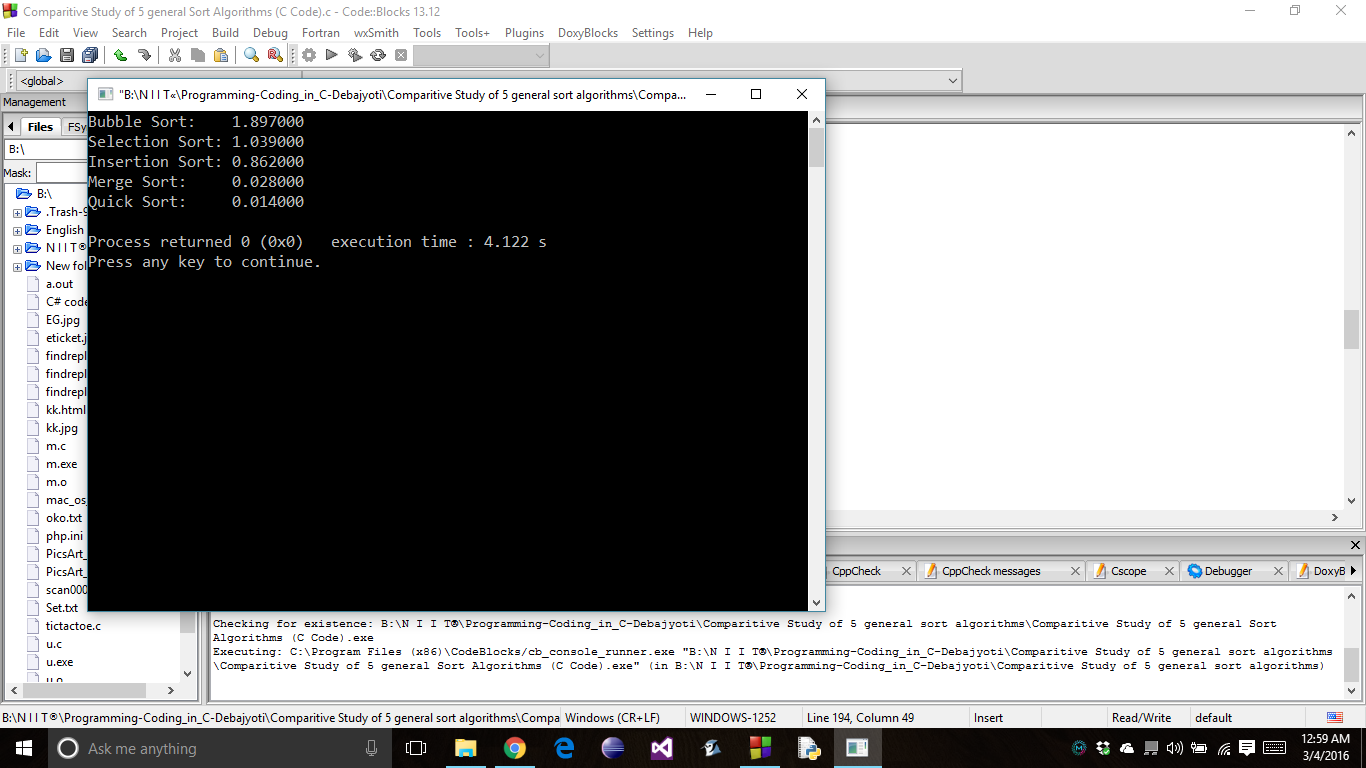 Comparitive Study of 5 general Sort Algorithms (C Code).c - Code::Blocks 13.12
File Edit View Search Project Build Debug Fortran wxSmith Tools Tools+ Plugins DoxyBlocks Settings Help
<global>
Management
"B:\N I I T«\Programming-Coding_in_C-Debajyoti\Comparitive Study of 5 general sort algorithms\Compa...
Bubble Sort: 1.897000
Selection Sort: 1.039000
Insertion Sort: 0.862000
Merge Sort: 0.028000
Quick Sort: 0.014000
Process returned 0 (0x0) execution time : 4.122 s
Press any key to continue.
Files FSy
B:\
Mask:
B:\
.Trash-9
English
N I I T®
New fol
a.out
C# code
EG.jpg
eticket.j
findrepl
findrepl
findrepl
kk.html
kk.jpg
m.c
m.exe
m.o
mac_os
oko.txt
php.ini
PicsArt_
PicsArt_
scan000
Set.txt
tictactoe.c
u.c
u.exe
u.o
CppCheck CppCheck messages Cscope Debugger DoxyB
Checking for existence: B:\N I I T®\Programming-Coding_in_C-Debajyoti\Comparitive Study of 5 general sort algorithms\Comparitive Study of 5 general Sort
Algorithms (C Code).exe
Executing: C:\Program Files (x86)\CodeBlocks/cb_console_runner.exe "B:\N I I T®\Programming-Coding_in_C-Debajyoti\Comparitive Study of 5 general sort algorithms
\Comparitive Study of 5 general Sort Algorithms (C Code).exe" (in B:\N I I T®\Programming-Coding_in_C-Debajyoti\Comparitive Study of 5 general sort algorithms)
B:\N I I T®\Programming-Coding_in_C-Debajyoti\Comparitive Study of 5 general sort algorithms\Compa Windows (CR+LF) WINDOWS-1252 Line 194, Column 49 Insert Read/Write default
Ask me anything
12:59 AM
3/4/2016